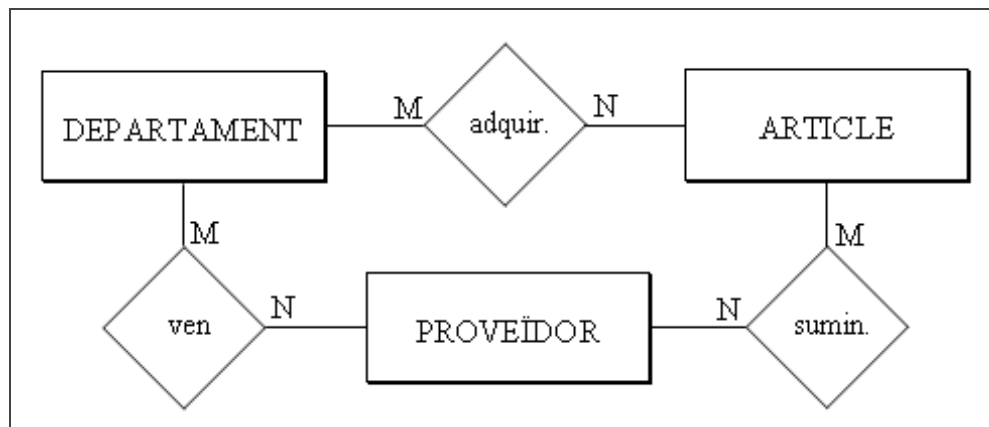 DEPARTAMENT
M
adquir.
N
ARTICLE
M
M
ven
N
PROVEÏDOR
N
sumin.